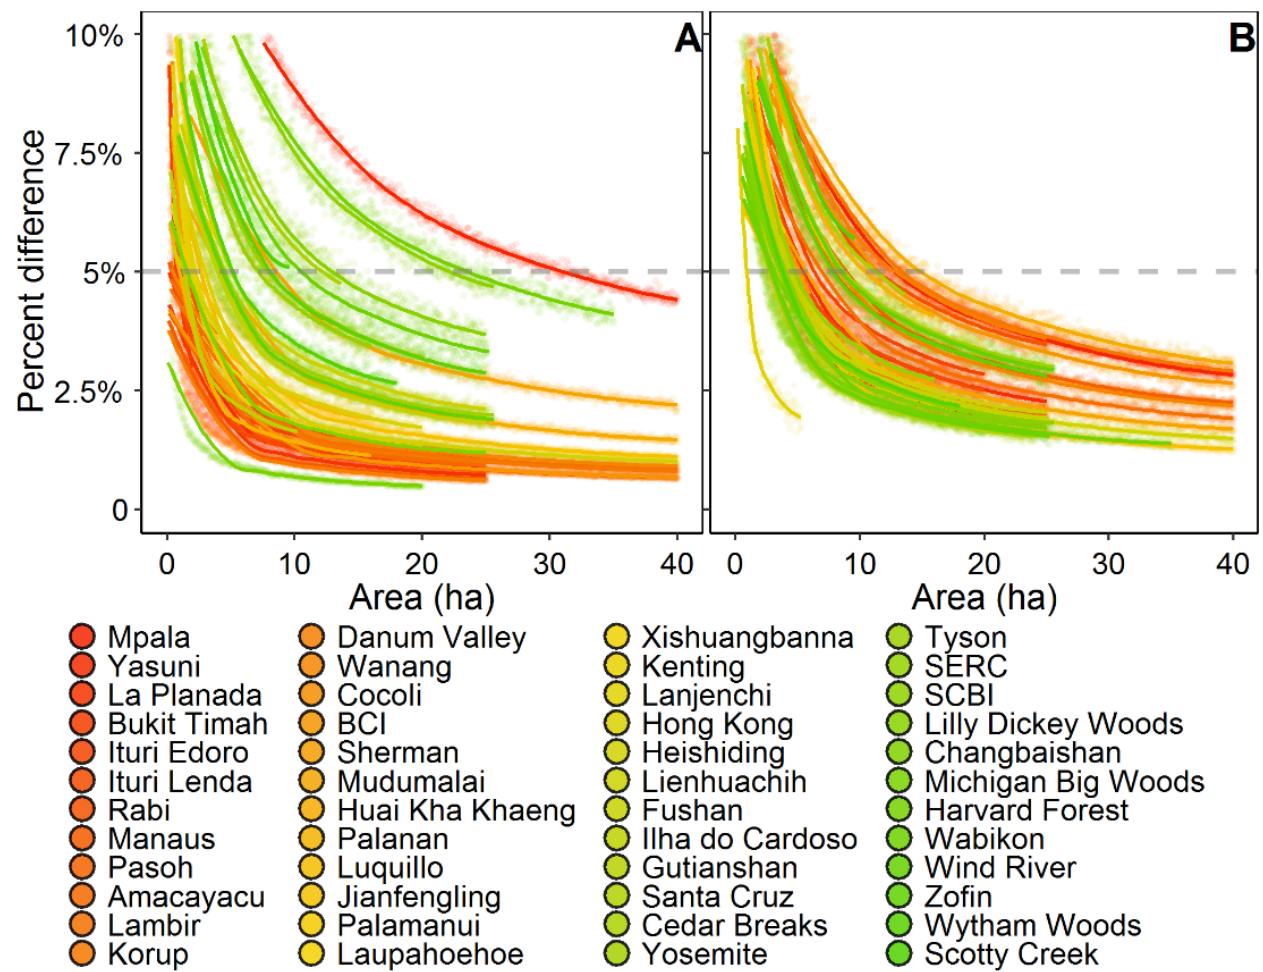 A
B
10%
7.5%
5%
2.5%
0
Percent difference
0 10 20 30 40
0 10 20 30 40
Area (ha)
Area (ha)
Mpala
Yasuni
La Planada
Bukit Timah
Ituri Edoro
Ituri Lenda
Rabi
Manaus
Pasoh
Amacayacu
Lambir
Korup
Danum Valley
Wanang
Cocoli
BCI
Sherman
Mudumalai
Huai Kha Khaeng
Palanan
Luquillo
Jianfengling
Palamanui
Laupahoehoe
Xishuangbanna
Kenting
Lanjenchi
Hong Kong
Heishiding
Lienhuachih
Fushan
Ilha do Cardoso
Gutianshan
Santa Cruz
Cedar Breaks
Yosemite
Tyson
SERC
SCBI
Lilly Dickey Woods
Changbaishan
Michigan Big Woods
Harvard Forest
Wabikon
Wind River
Zofin
Wytham Woods
Scotty Creek